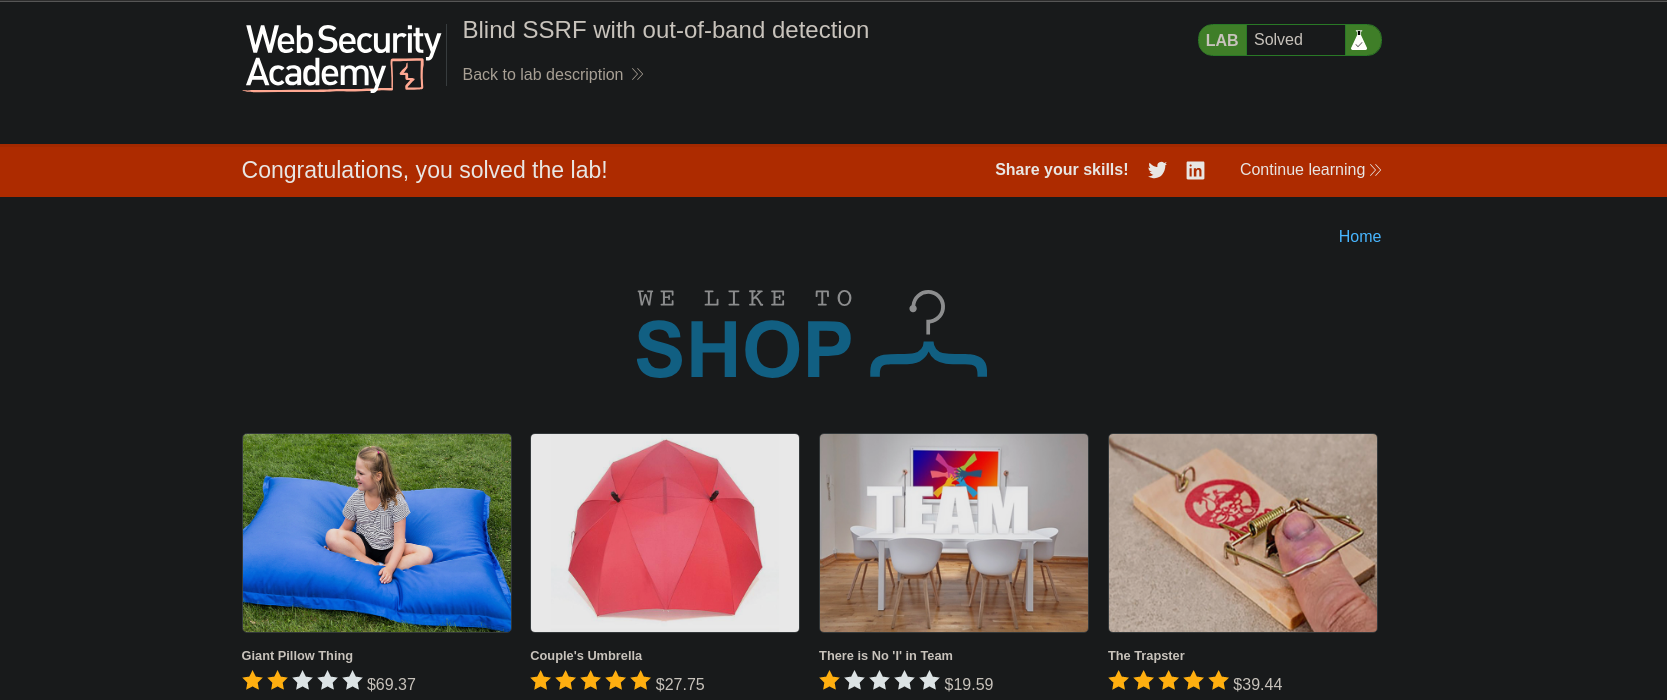 Web Security
Academy
Blind SSRF with out-of-band detection
Back to lab description
LAB Solved
Congratulations, you solved the lab!
Share your skills!
Continue learning
Home
WE LIKE TO
SHOP
TEAM
Giant Pillow Thing
$69.37
Couple's Umbrella
$27.75
There is No 'I' in Team
$19.59
The Trapster
$39.44